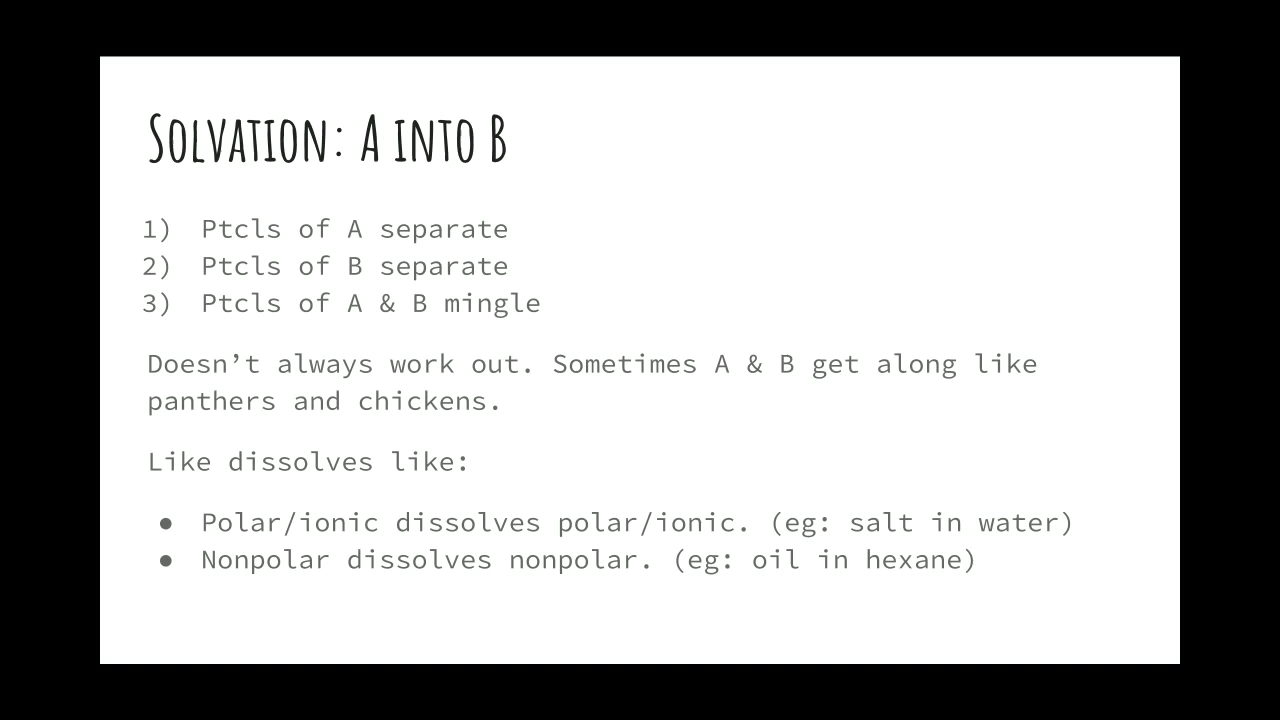 Solvation: A into B
1) Ptcls of A separate
2) Ptcls of B separate
3) Ptcls of A & B mingle
Doesn’t always work out. Sometimes A & B get along like
panthers and chickens.
Like dissolves like:
● Polar/ionic dissolves polar/ionic. (eg: salt in water)
● Nonpolar dissolves nonpolar. (eg: oil in hexane)